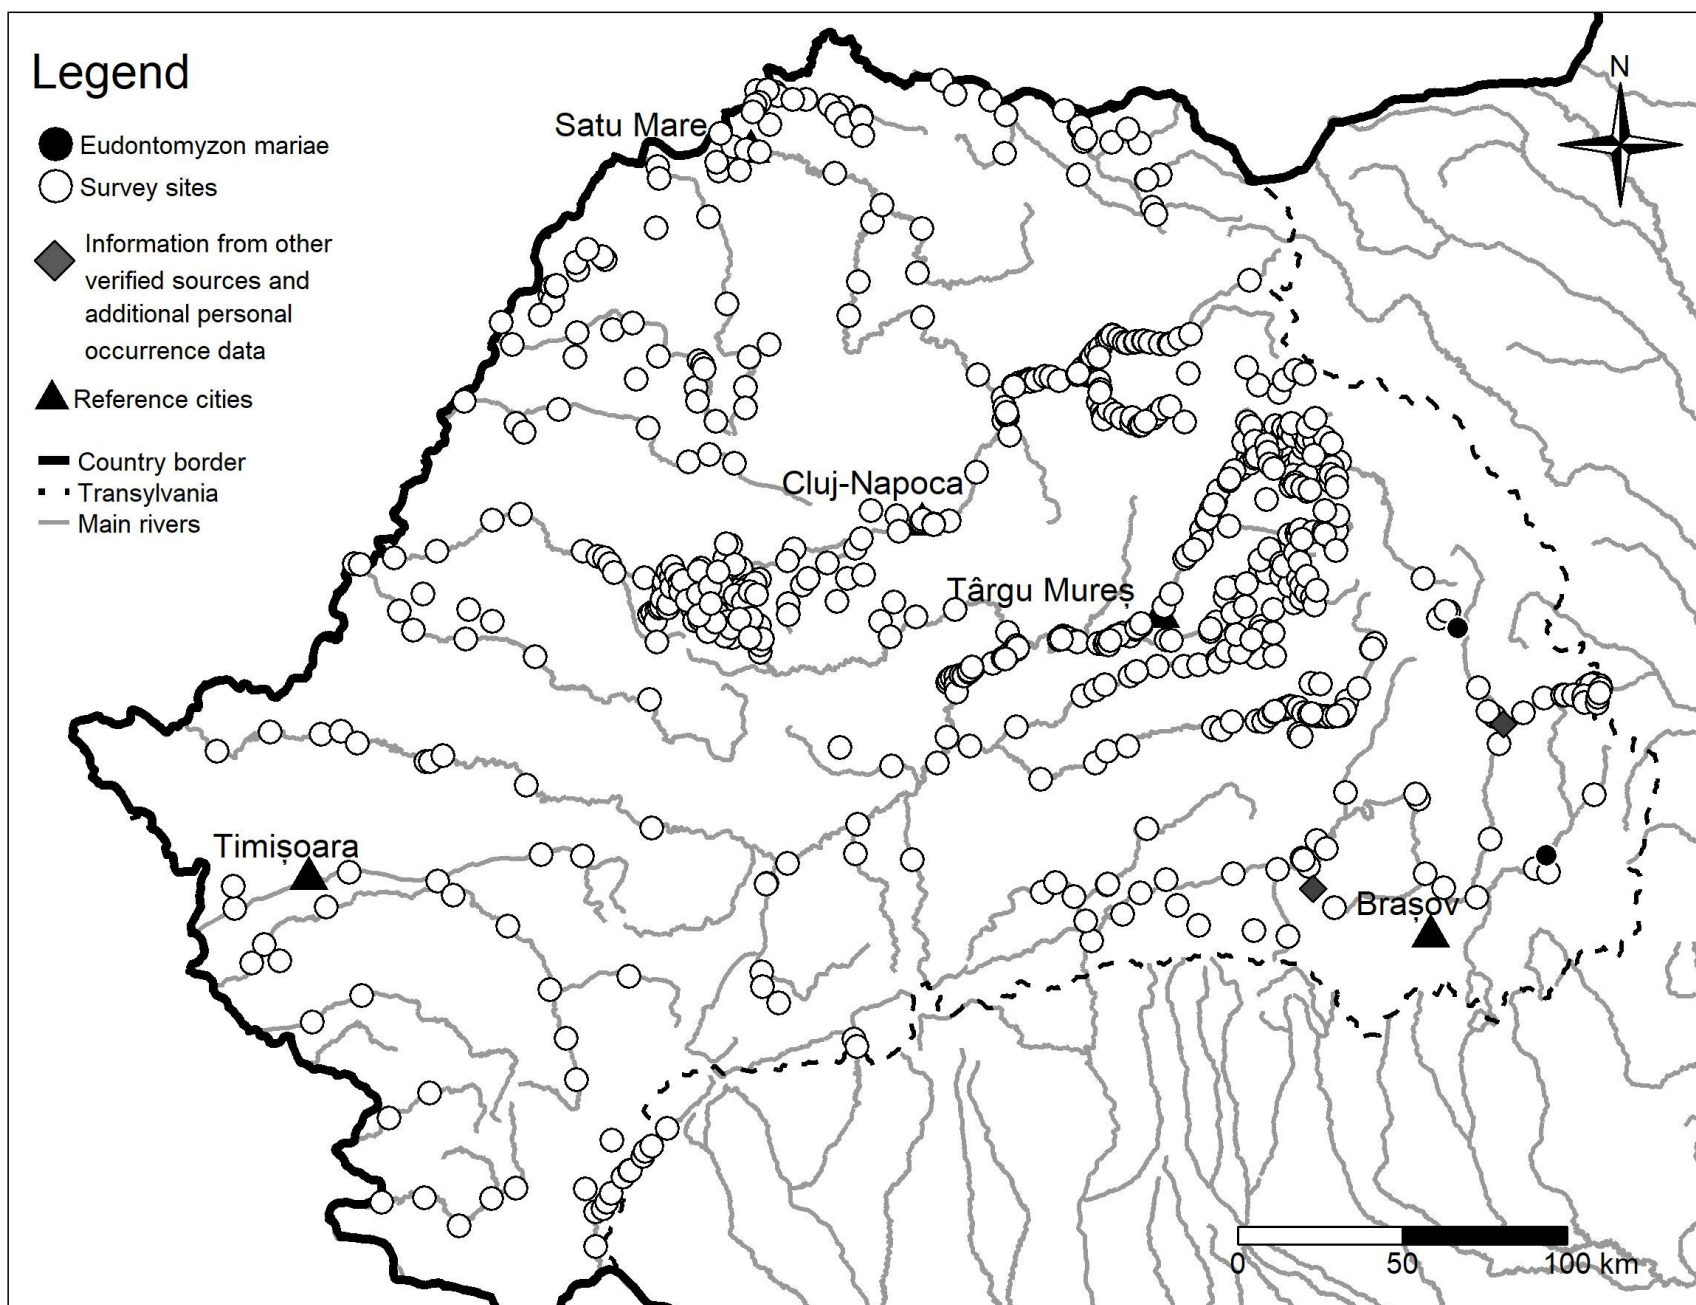 Legend
Eudontomyzon mariae
Survey sites
Information from other
verified sources and
additional personal
occurrence data
Reference cities
Country border
Transylvania
Main rivers
N
Satu Mare
Cluj-Napoca
Târgu Mureș
Timișoara
Brașov
0 50 100 km